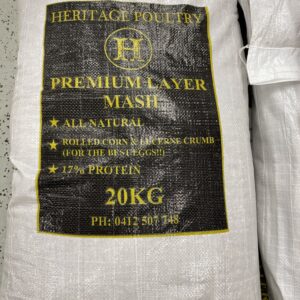 HERITAGE POULTRY
H
PREMIUM LAYER
MASH
★ ALL NATURAL
★ ROLLED CORN & LUCERNE CRUMB
(FOR THE BEST EGGS!!)
★ 17% PROTEIN
20KG
PH: 0412 507 748